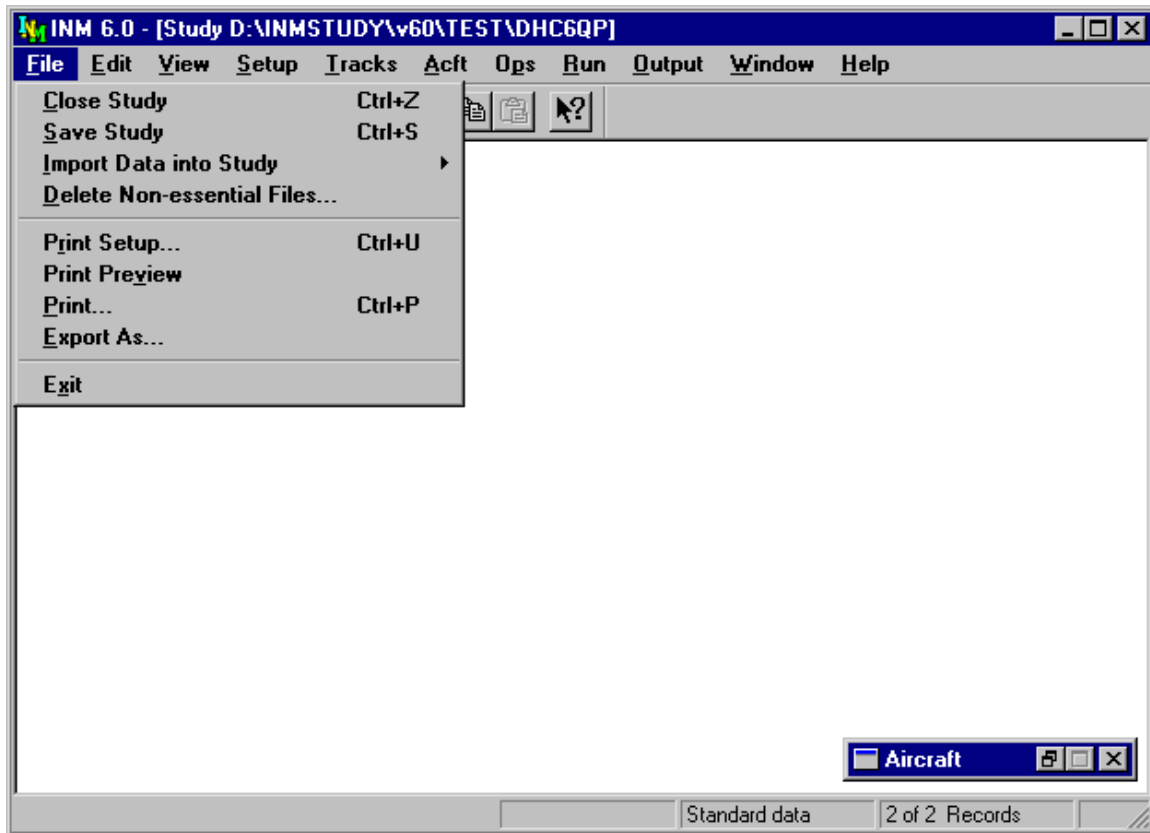 INM INM 6.0 - [Study D:\INMSTUDY\v60\TEST\DHC6QP]
File Edit View Setup Tracks Acft Ops Run Output Window Help
Close Study Ctrl+Z
Save Study Ctrl+S
Import Data into Study
Delete Non-essential Files...
Print Setup... Ctrl+U
Print Preview
Print... Ctrl+P
Export As...
Exit
Aircraft
Standard data 2 of 2 Records